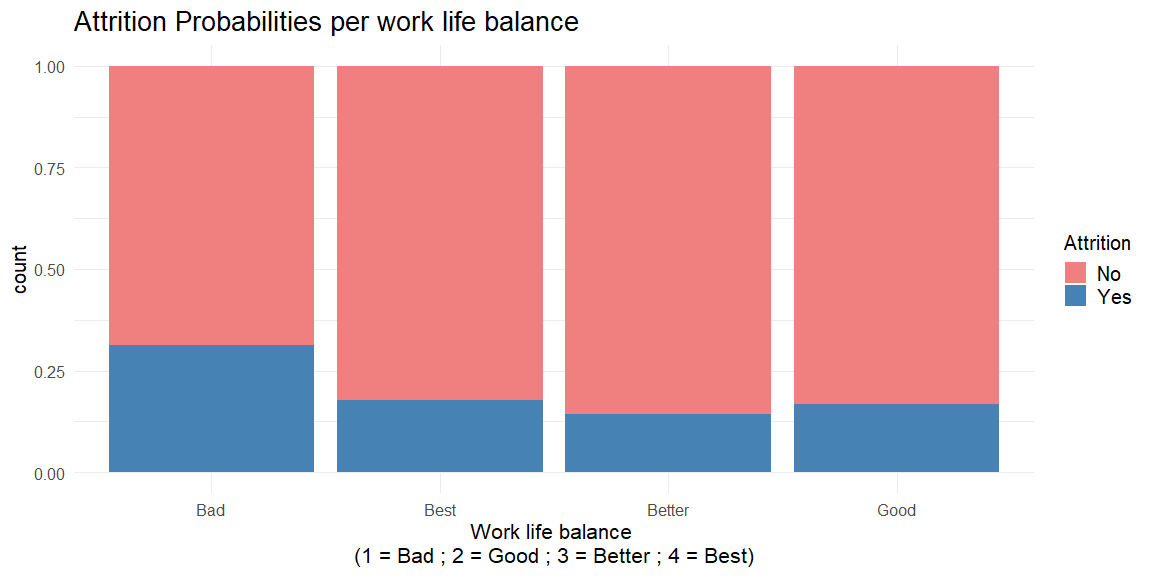 Attrition Probabilities per work life balance
1.00
0.75
0.50
0.25
0.00
count
Bad
Best
Better
Good
Work life balance
(1 = Bad ; 2 = Good ; 3 = Better ; 4 = Best)
Attrition
No
Yes